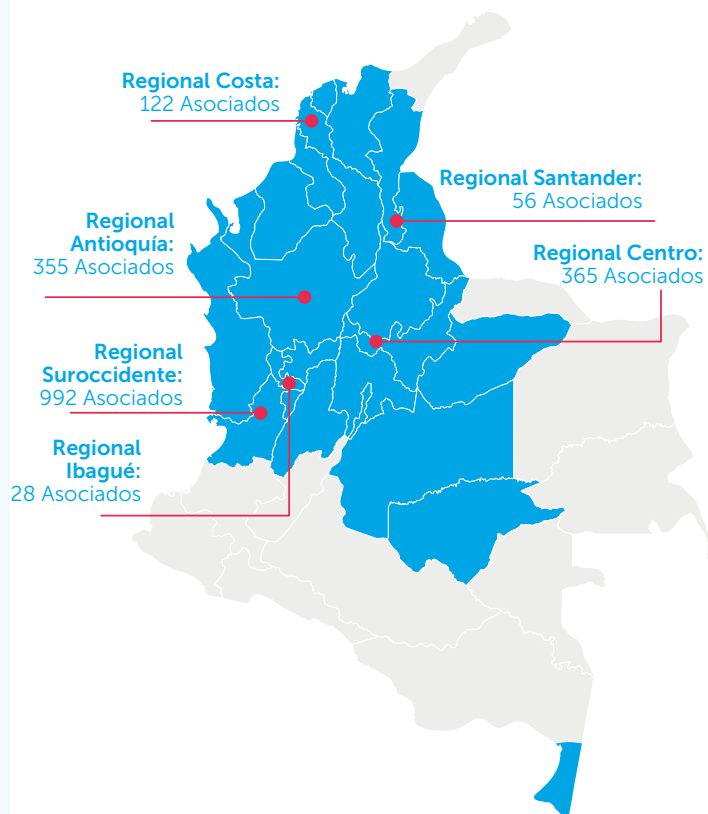 Regional Costa:
122 Asociados
Regional Santander:
56 Asociados
Regional
Antioquía:
355 Asociados
Regional Centro:
365 Asociados
Regional
Suroccidente:
992 Asociados
Regional
Ibagué:
28 Asociados